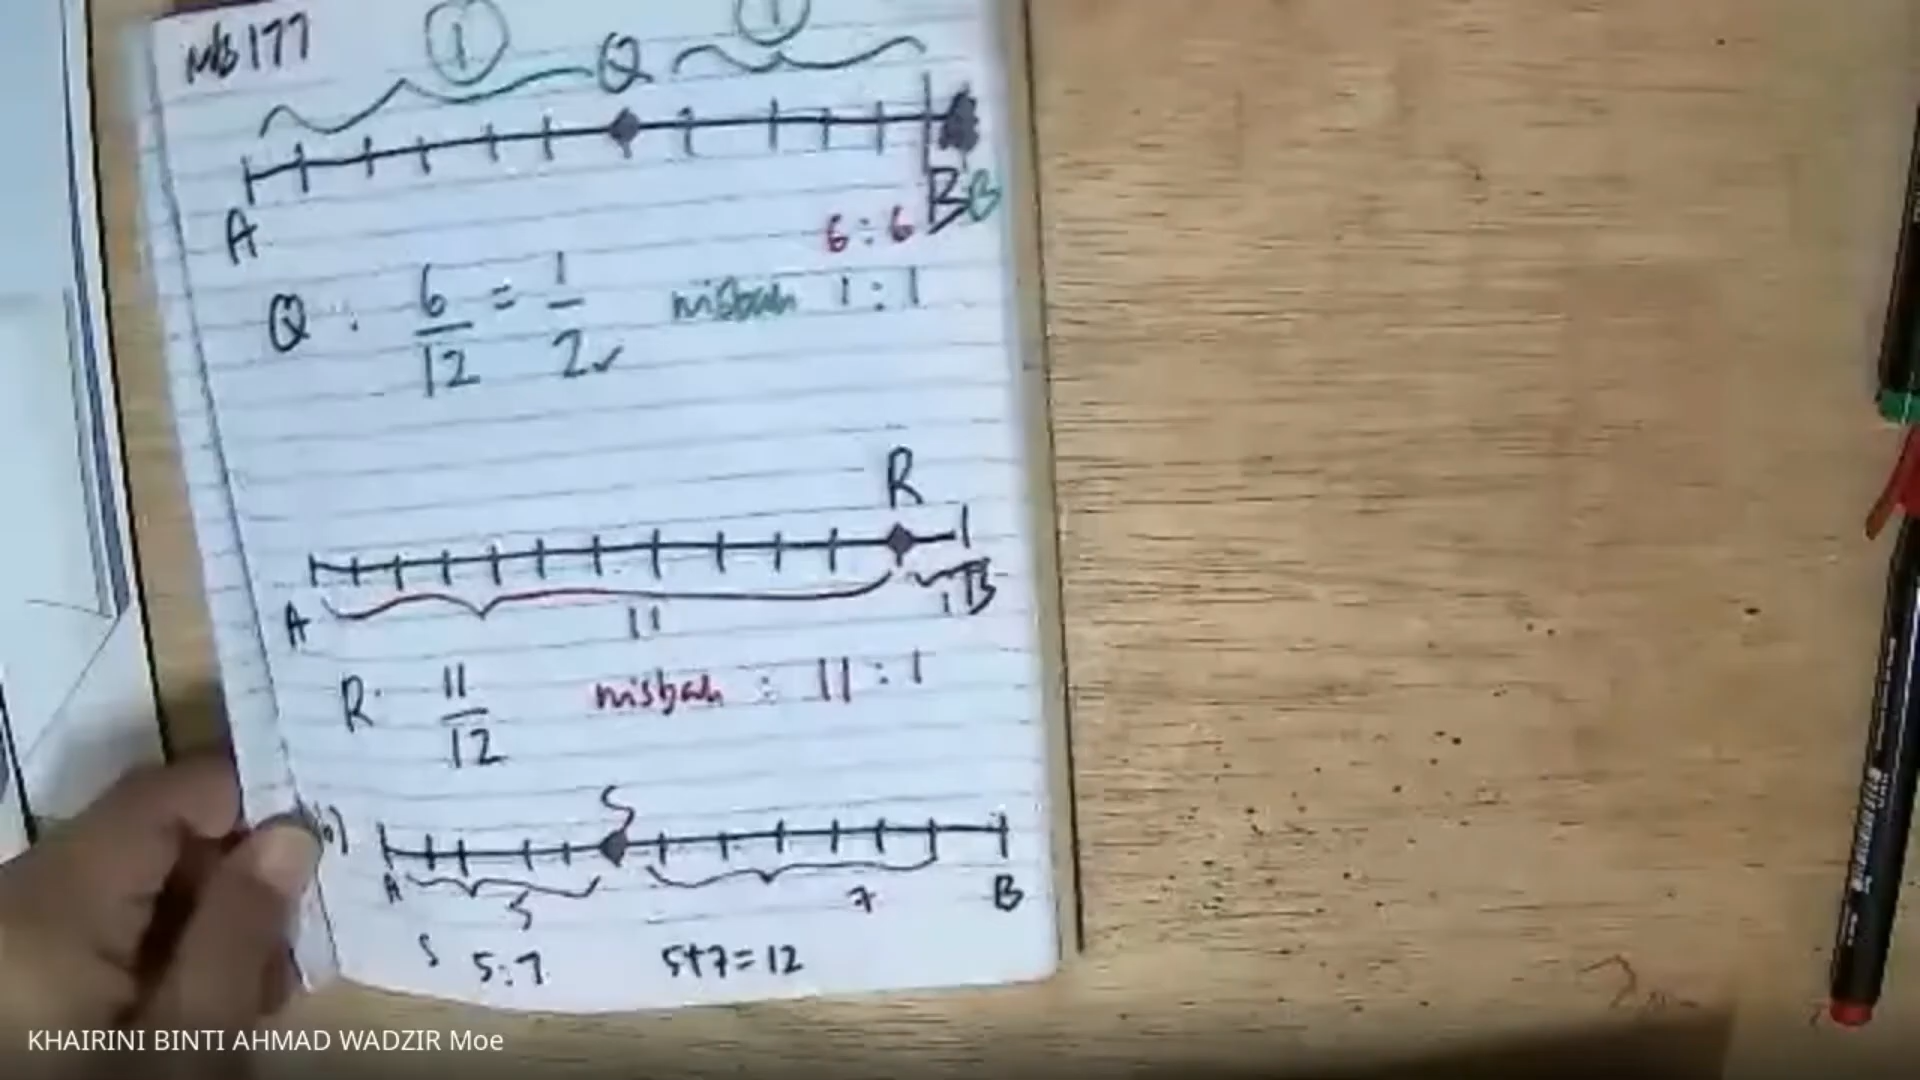 M/S 177
1 Q 1
A B B
6 : 6
Q : 6/12 = 1/2 nisbah 1 : 1
R
A 11 1 B
R : 11/12 nisbah : 11 : 1
b) S
A 5 7 B
S 5:7 5+7=12
KHAIRINI BINTI AHMAD WADZIR Moe